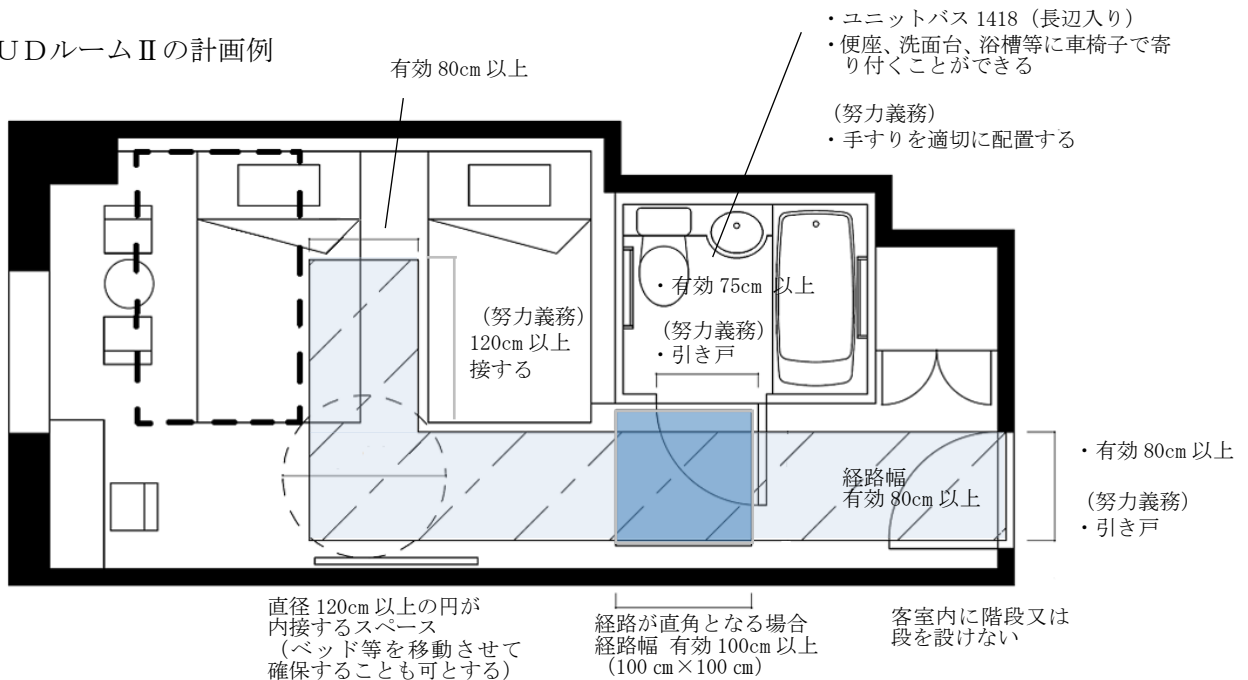 UDルームⅡの計画例
有効 80cm 以上
・ユニットバス 1418（長辺入り）
・便座、洗面台、浴槽等に車椅子で寄
り付くことができる
（努力義務）
・手すりを適切に配置する
（努力義務）
120cm 以上
接する
・有効 75cm 以上
（努力義務）
・引き戸
経路幅
有効 80cm 以上
・有効 80cm 以上
（努力義務）
・引き戸
直径 120cm 以上の円が
内接するスペース
（ベッド等を移動させて
確保することも可とする）
経路が直角となる場合
経路幅 有効 100cm 以上
（100 ㎝×100 ㎝）
客室内に階段又は
段を設けない